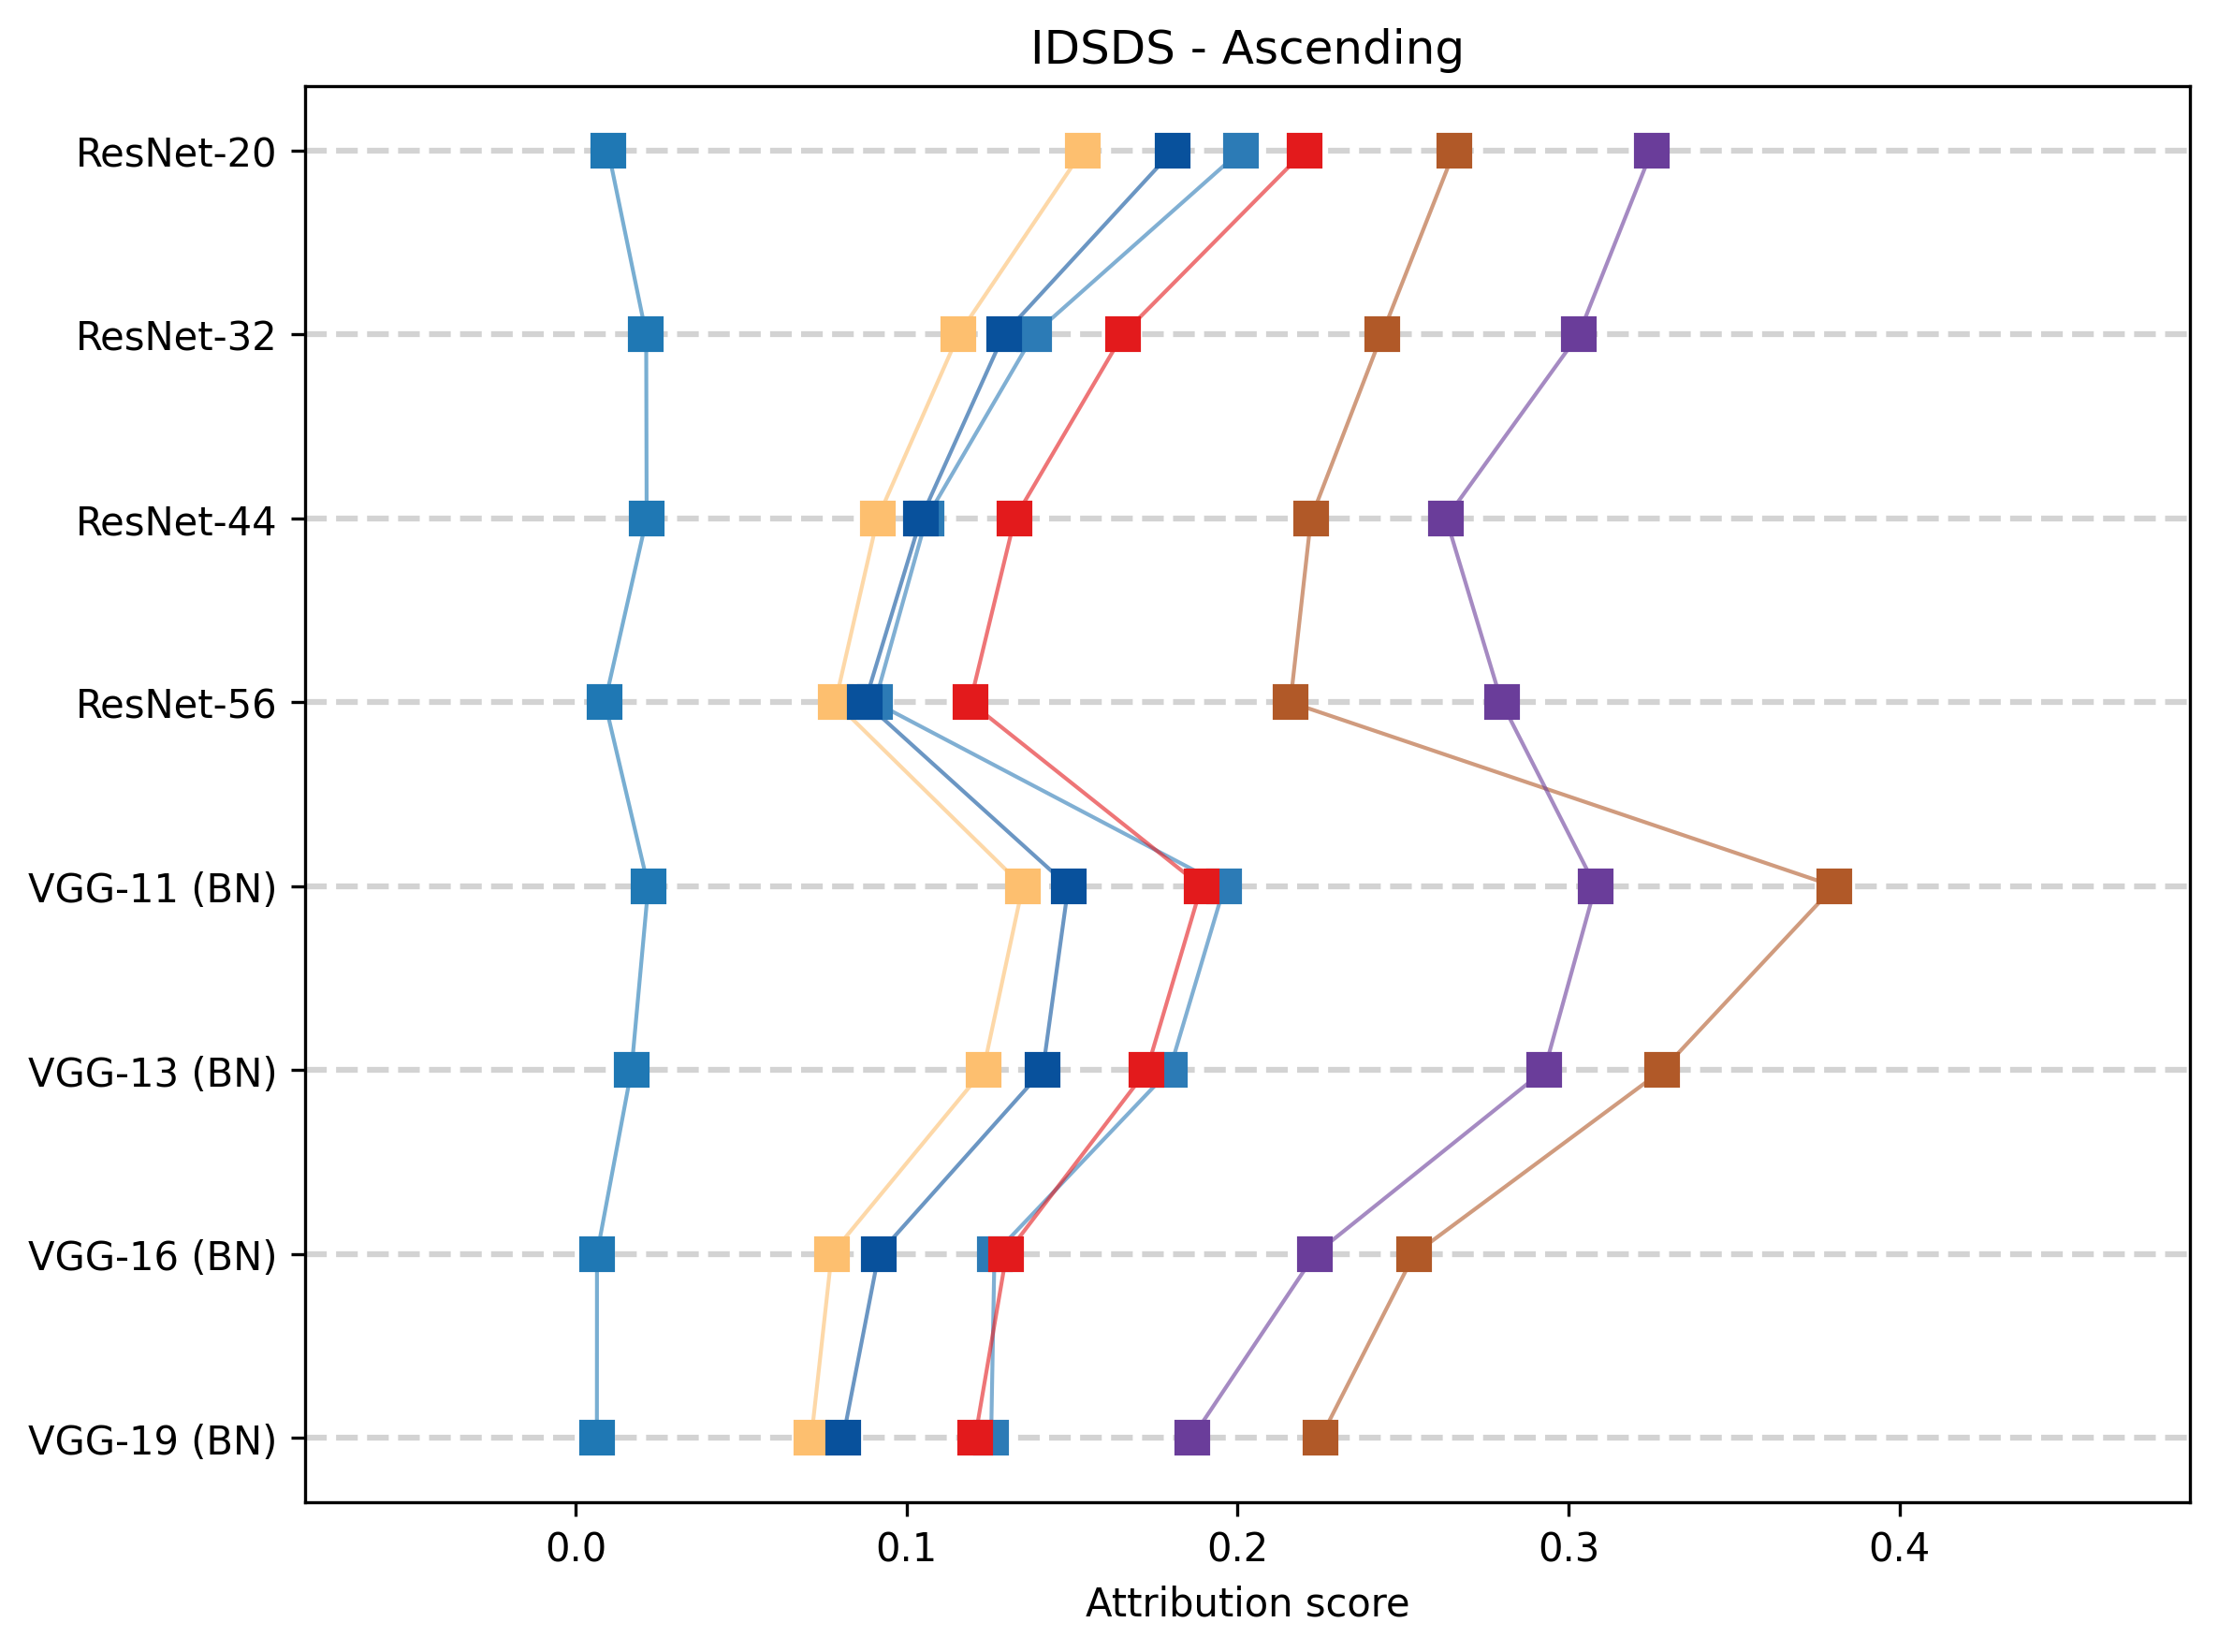 IDSDS - Ascending
ResNet-20
ResNet-32
ResNet-44
ResNet-56
VGG-11 (BN)
VGG-13 (BN)
VGG-16 (BN)
VGG-19 (BN)
0.0 0.1 0.2 0.3 0.4
Attribution score